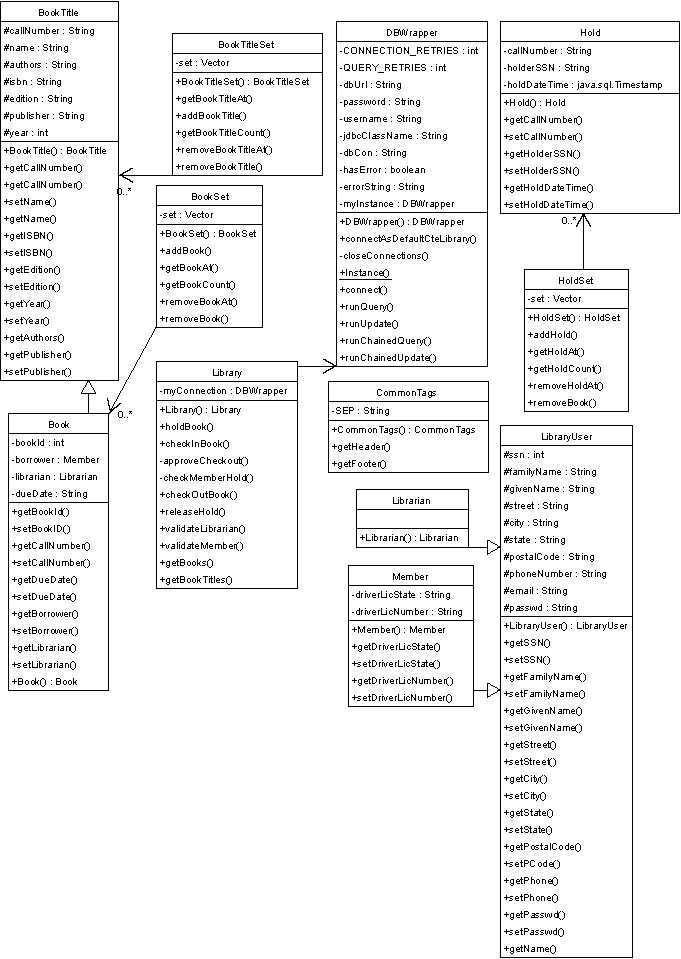 BookTitle
#callNumber : String
#name : String
#authors : String
#isbn : String
#edition : String
#publisher : String
#year : int
+BookTitle() : BookTitle
+getCallNumber()
+getCallNumber()
+setName()
+getName()
+getISBN()
+setISBN()
+getEdition()
+setEdition()
+getYear()
+setYear()
+getAuthors()
+getPublisher()
+setPublisher()
BookTitleSet
-set : Vector
+BookTitleSet() : BookTitleSet
+getBookTitleAt()
+addBookTitle()
+getBookTitleCount()
+removeBookTitleAt()
+removeBookTitle()
0..*
BookSet
-set : Vector
+BookSet() : BookSet
+addBook()
+getBookAt()
+getBookCount()
+removeBookAt()
+removeBook()
0..*
DBWrapper
-CONNECTION_RETRIES : int
-QUERY_RETRIES : int
-dbUrl : String
-password : String
-username : String
-jdbcClassName : String
-dbCon : String
-hasError : boolean
-errorString : String
-myInstance : DBWrapper
+DBWrapper() : DBWrapper
+connectAsDefaultCteLibrary()
-closeConnections()
+Instance()
+connect()
+runQuery()
+runUpdate()
+runChainedQuery()
+runChainedUpdate()
Hold
-callNumber : String
-holderSSN : String
-holdDateTime : java.sql.Timestamp
+Hold() : Hold
+getCallNumber()
+setCallNumber()
+getHolderSSN()
+setHolderSSN()
+getHoldDateTime()
+setHoldDateTime()
0..*
HoldSet
-set : Vector
+HoldSet() : HoldSet
+addHold()
+getHoldAt()
+getHoldCount()
+removeHoldAt()
+removeBook()
Library
-myConnection : DBWrapper
+Library() : Library
+holdBook()
+checkInBook()
-approveCheckout()
-checkMemberHold()
+checkOutBook()
+releaseHold()
+validateLibrarian()
+validateMember()
+getBooks()
+getBookTitles()
CommonTags
-SEP : String
+CommonTags() : CommonTags
+getHeader()
+getFooter()
Book
-bookId : int
-borrower : Member
-librarian : Librarian
-dueDate : String
+getBookId()
+setBookID()
+getCallNumber()
+setCallNumber()
+getDueDate()
+setDueDate()
+getBorrower()
+setBorrower()
+getLibrarian()
+setLibrarian()
+Book() : Book
Librarian
+Librarian() : Librarian
Member
-driverLicState : String
-driverLicNumber : String
+Member() : Member
+getDriverLicState()
+setDriverLicState()
+getDriverLicNumber()
+setDriverLicNumber()
LibraryUser
#ssn : int
#familyName : String
#givenName : String
#street : String
#city : String
#state : String
#postalCode : String
#phoneNumber : String
#email : String
#passwd : String
+LibraryUser() : LibraryUser
+getSSN()
+setSSN()
+getFamilyName()
+setFamilyName()
+getGivenName()
+setGivenName()
+getStreet()
+setStreet()
+getCity()
+setCity()
+getState()
+setState()
+getPostalCode()
+setPCode()
+getPhone()
+setPhone()
+getPasswd()
+setPasswd()
+getName()